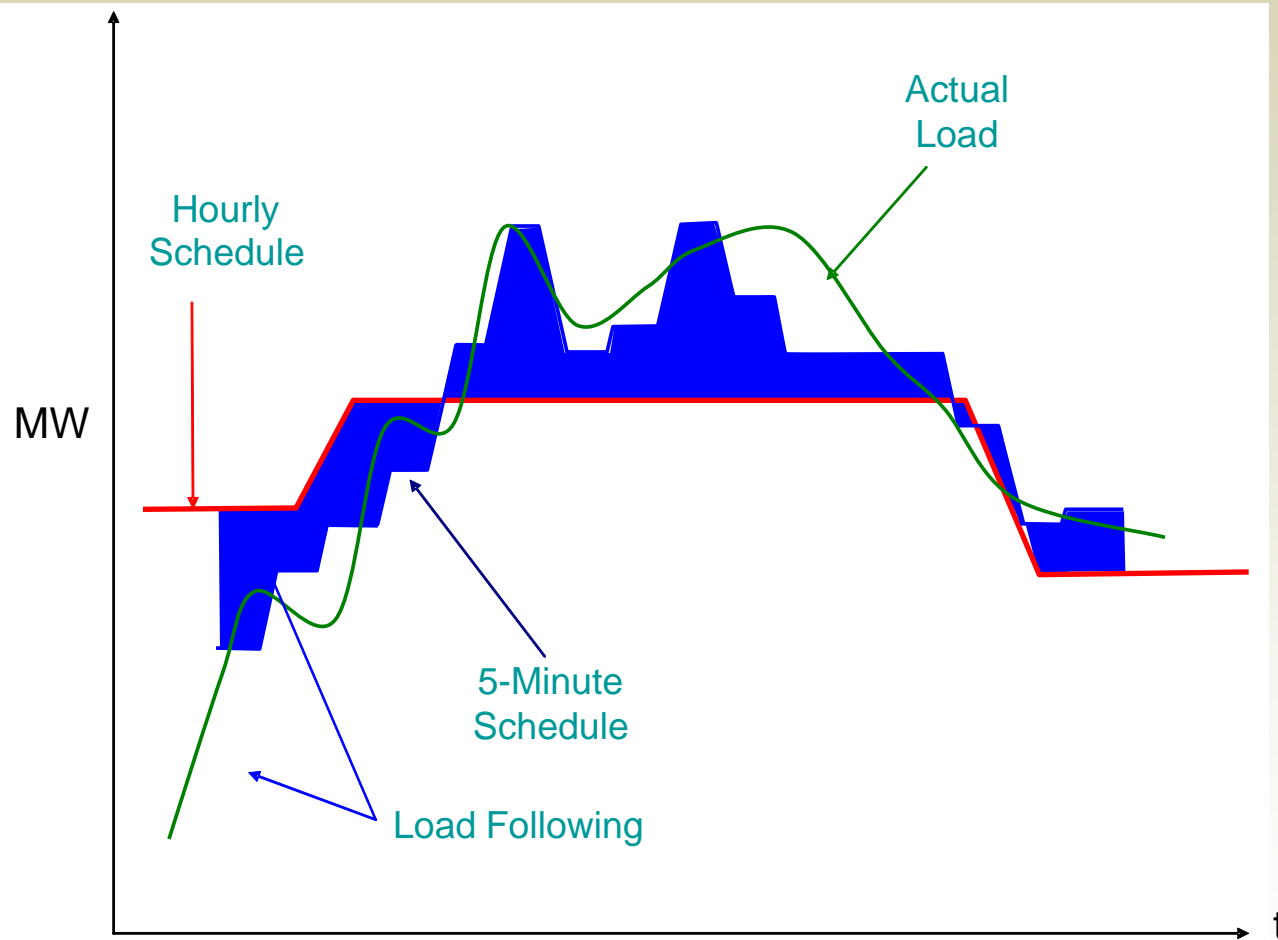 Actual
Load
Hourly
Schedule
MW
5-Minute
Schedule
Load Following
t